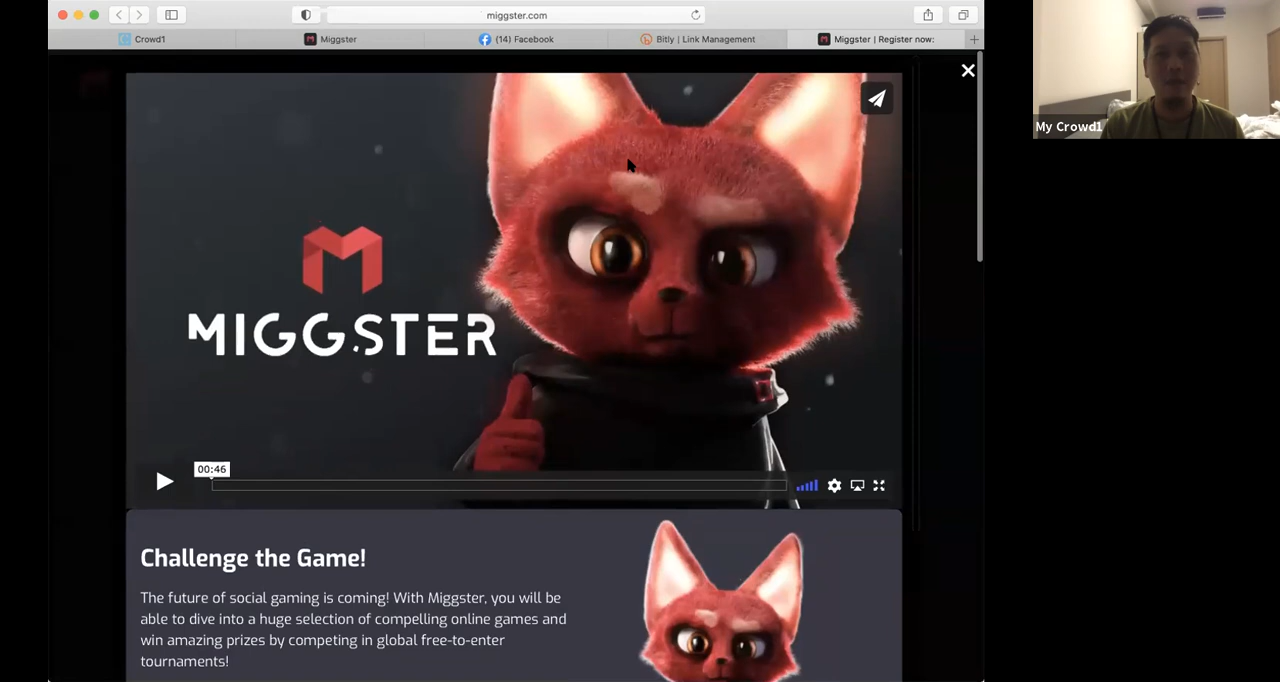 miggster.com
Crowd1
Miggster
(14) Facebook
Bitly | Link Management
Miggster | Register now:
My Crowd1
MIGGSTER
00:46
Challenge the Game!
The future of social gaming is coming! With Miggster, you will be
able to dive into a huge selection of compelling online games and
win amazing prizes by competing in global free-to-enter
tournaments!